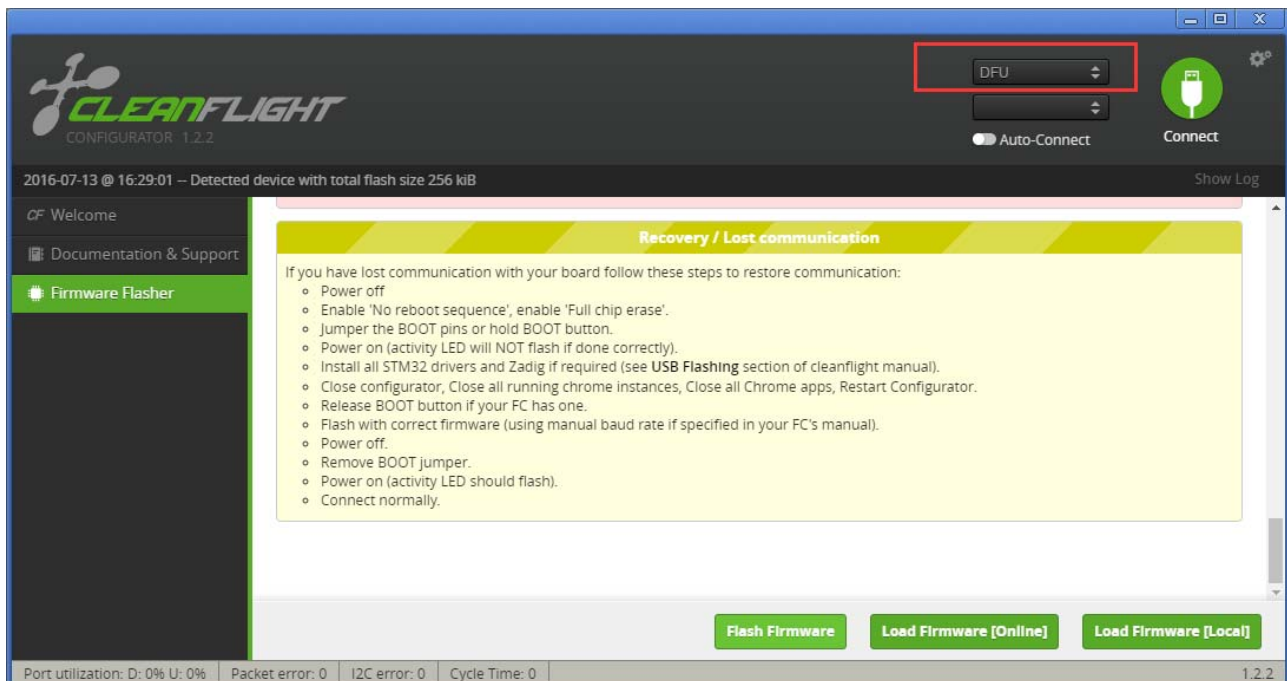 DFU
CLEANFLIGHT
CONFIGURATOR 1.2.2
Auto-Connect
Connect
2016-07-13 @ 16:29:01 -- Detected device with total flash size 256 kiB
Show Log
CF Welcome
Documentation & Support
Firmware Flasher
Recovery / Lost communication
If you have lost communication with your board follow these steps to restore communication:
Power off
Enable 'No reboot sequence', enable 'Full chip erase'.
Jumper the BOOT pins or hold BOOT button.
Power on (activity LED will NOT flash if done correctly).
Install all STM32 drivers and Zadig if required (see USB Flashing section of cleanflight manual).
Close configurator, Close all running chrome instances, Close all Chrome apps, Restart Configurator.
Release BOOT button if your FC has one.
Flash with correct firmware (using manual baud rate if specified in your FC's manual).
Power off.
Remove BOOT jumper.
Power on (activity LED should flash).
Connect normally.
Flash Firmware
Load Firmware [Online]
Load Firmware [Local]
Port utilization: D: 0% U: 0%
Packet error: 0
I2C error: 0
Cycle Time: 0
1.2.2